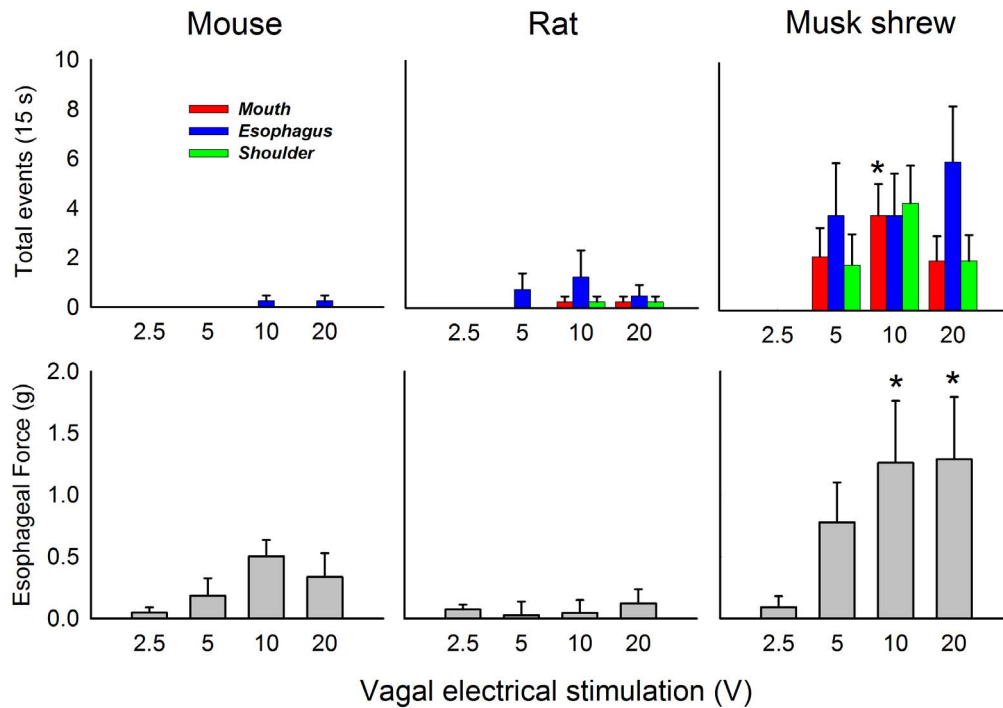 Mouse Rat Musk shrew
Total events (15 s)
10
8
6
4
2
0
Mouth
Esophagus
Shoulder
*
2.5 5 10 20 2.5 5 10 20 2.5 5 10 20
Esophageal Force (g)
2.0
1.5
1.0
0.5
0.0
* *
2.5 5 10 20 2.5 5 10 20 2.5 5 10 20
Vagal electrical stimulation (V)